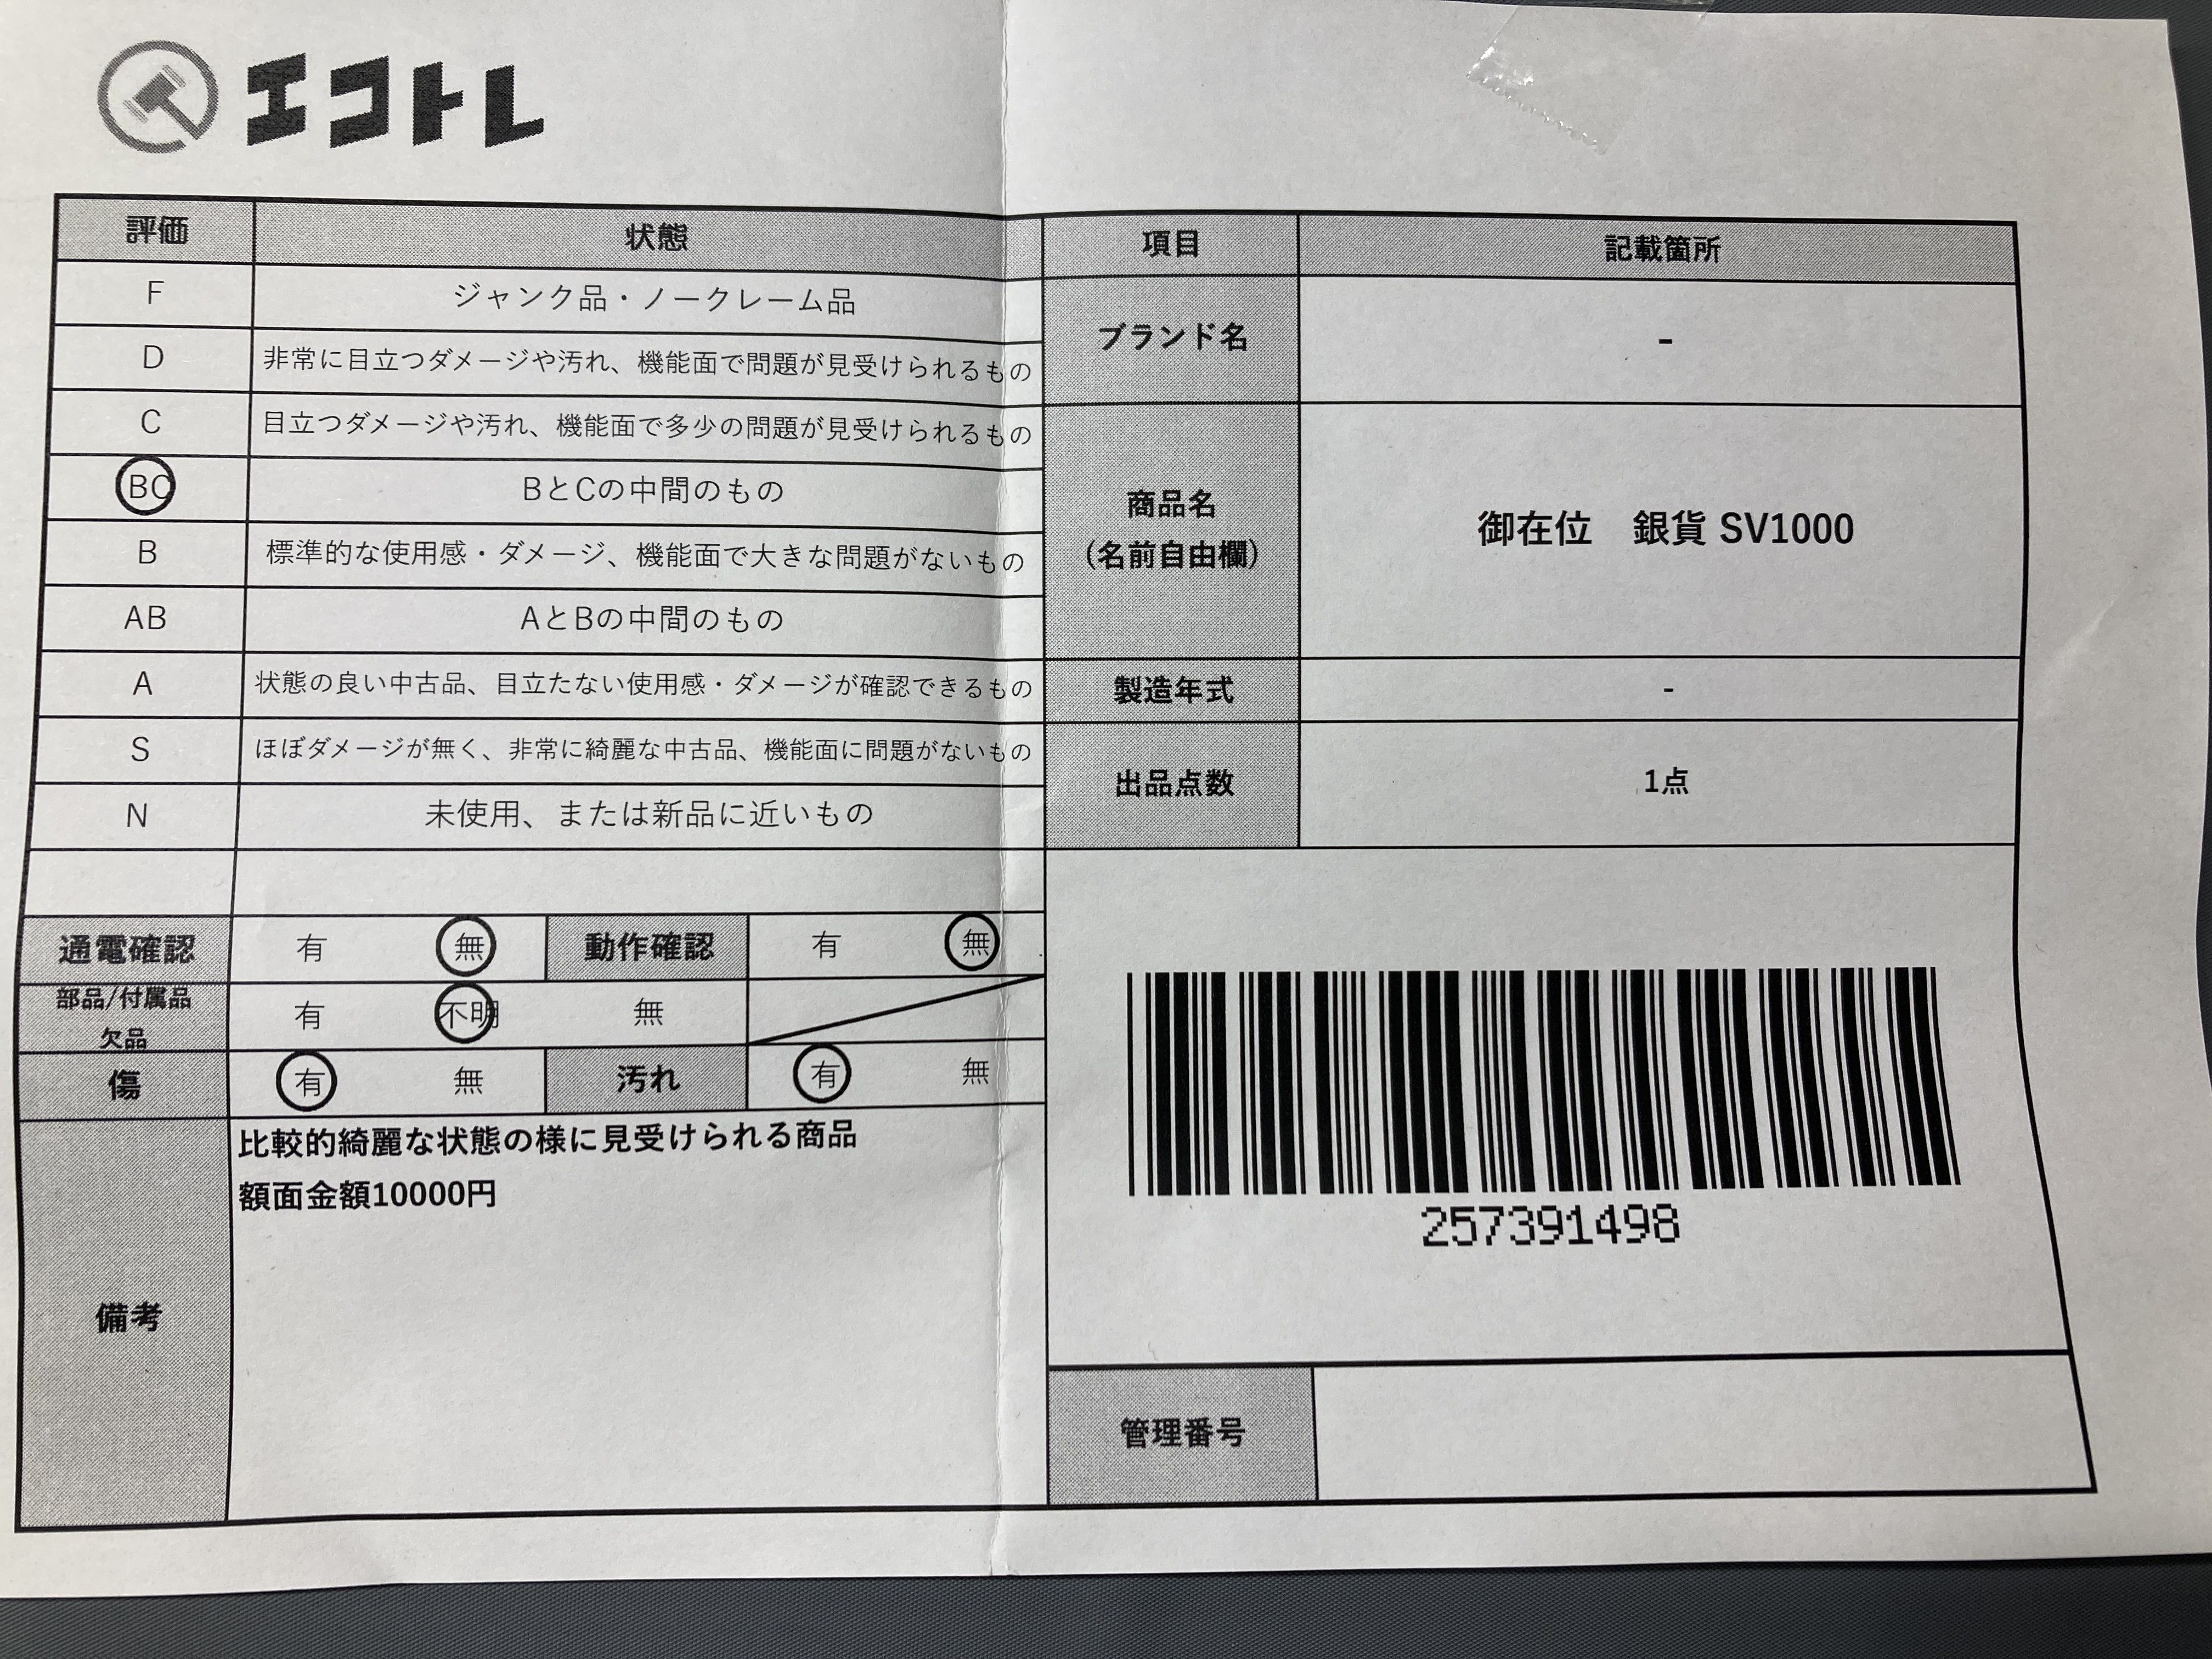 エコトレ
評価 状態 項目 記載箇所
F ジャンク品・ノークレーム品
D 非常に目立つダメージや汚れ、機能面で問題が見受けられるもの
ブランド名 -
C 目立つダメージや汚れ、機能面で多少の問題が見受けられるもの
BC BとCの中間のもの
商品名
(名前自由欄)
御在位 銀貨 SV1000
B 標準的な使用感・ダメージ、機能面で大きな問題がないもの
AB AとBの中間のもの
A 状態の良い中古品、目立たない使用感・ダメージが確認できるもの
製造年式 -
S ほぼダメージが無く、非常に綺麗な中古品、機能面に問題がないもの
出品点数 1点
N 未使用、または新品に近いもの
通電確認 有 無 動作確認 有 無
部品/付属品
欠品
有 不明 無
傷 有 無 汚れ 有 無
備考
比較的綺麗な状態の様に見受けられる商品
額面金額10000円
257391498
管理番号